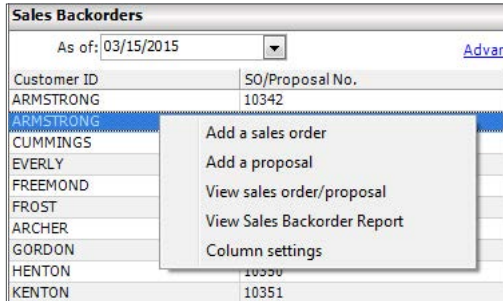 Sales Backorders
As of: 03/15/2015
Customer ID SO/Proposal No.
ARMSTRONG 10342
ARMSTRONG
CUMMINGS
EVERLY
FREEMOND
FROST
ARCHER
GORDON
HENTON 10350
KENTON 10351
Add a sales order
Add a proposal
View sales order/proposal
View Sales Backorder Report
Column settings